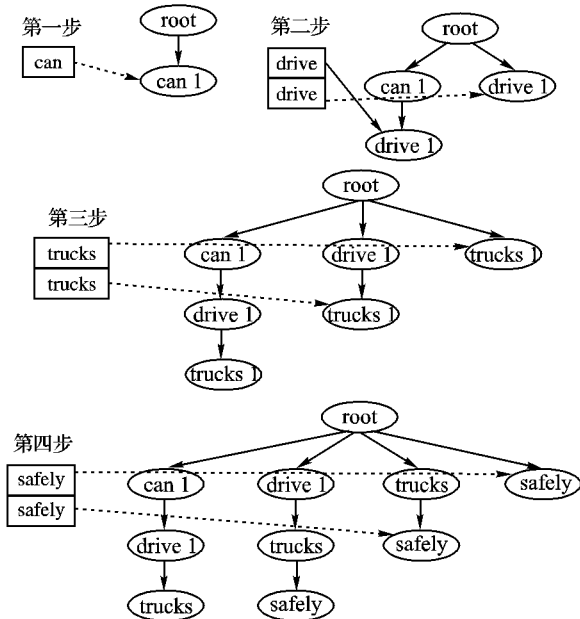 第一步
can
root
can 1
第二步
drive
drive
root
can 1
drive 1
drive 1
第三步
trucks
trucks
root
can 1
drive 1
trucks 1
drive 1
trucks 1
trucks 1
第四步
safely
safely
root
can 1
drive 1
trucks
safely
drive 1
trucks
safely
trucks
safely